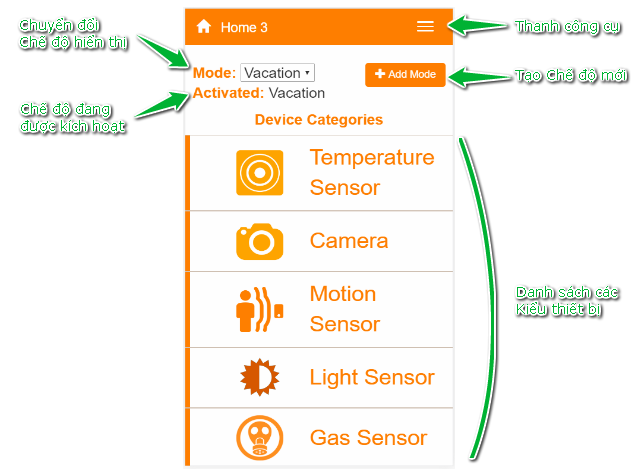 Chuyển đổi
Chế độ hiển thi
Home 3
Thanh công cụ
Mode: Vacation
Add Mode
Tạo Chế độ mới
Activated: Vacation
Chế độ đang
được kích hoạt
Device Categories
Temperature
Sensor
Camera
Motion
Sensor
Danh sách các
Kiểu thiết bị
Light Sensor
Gas Sensor